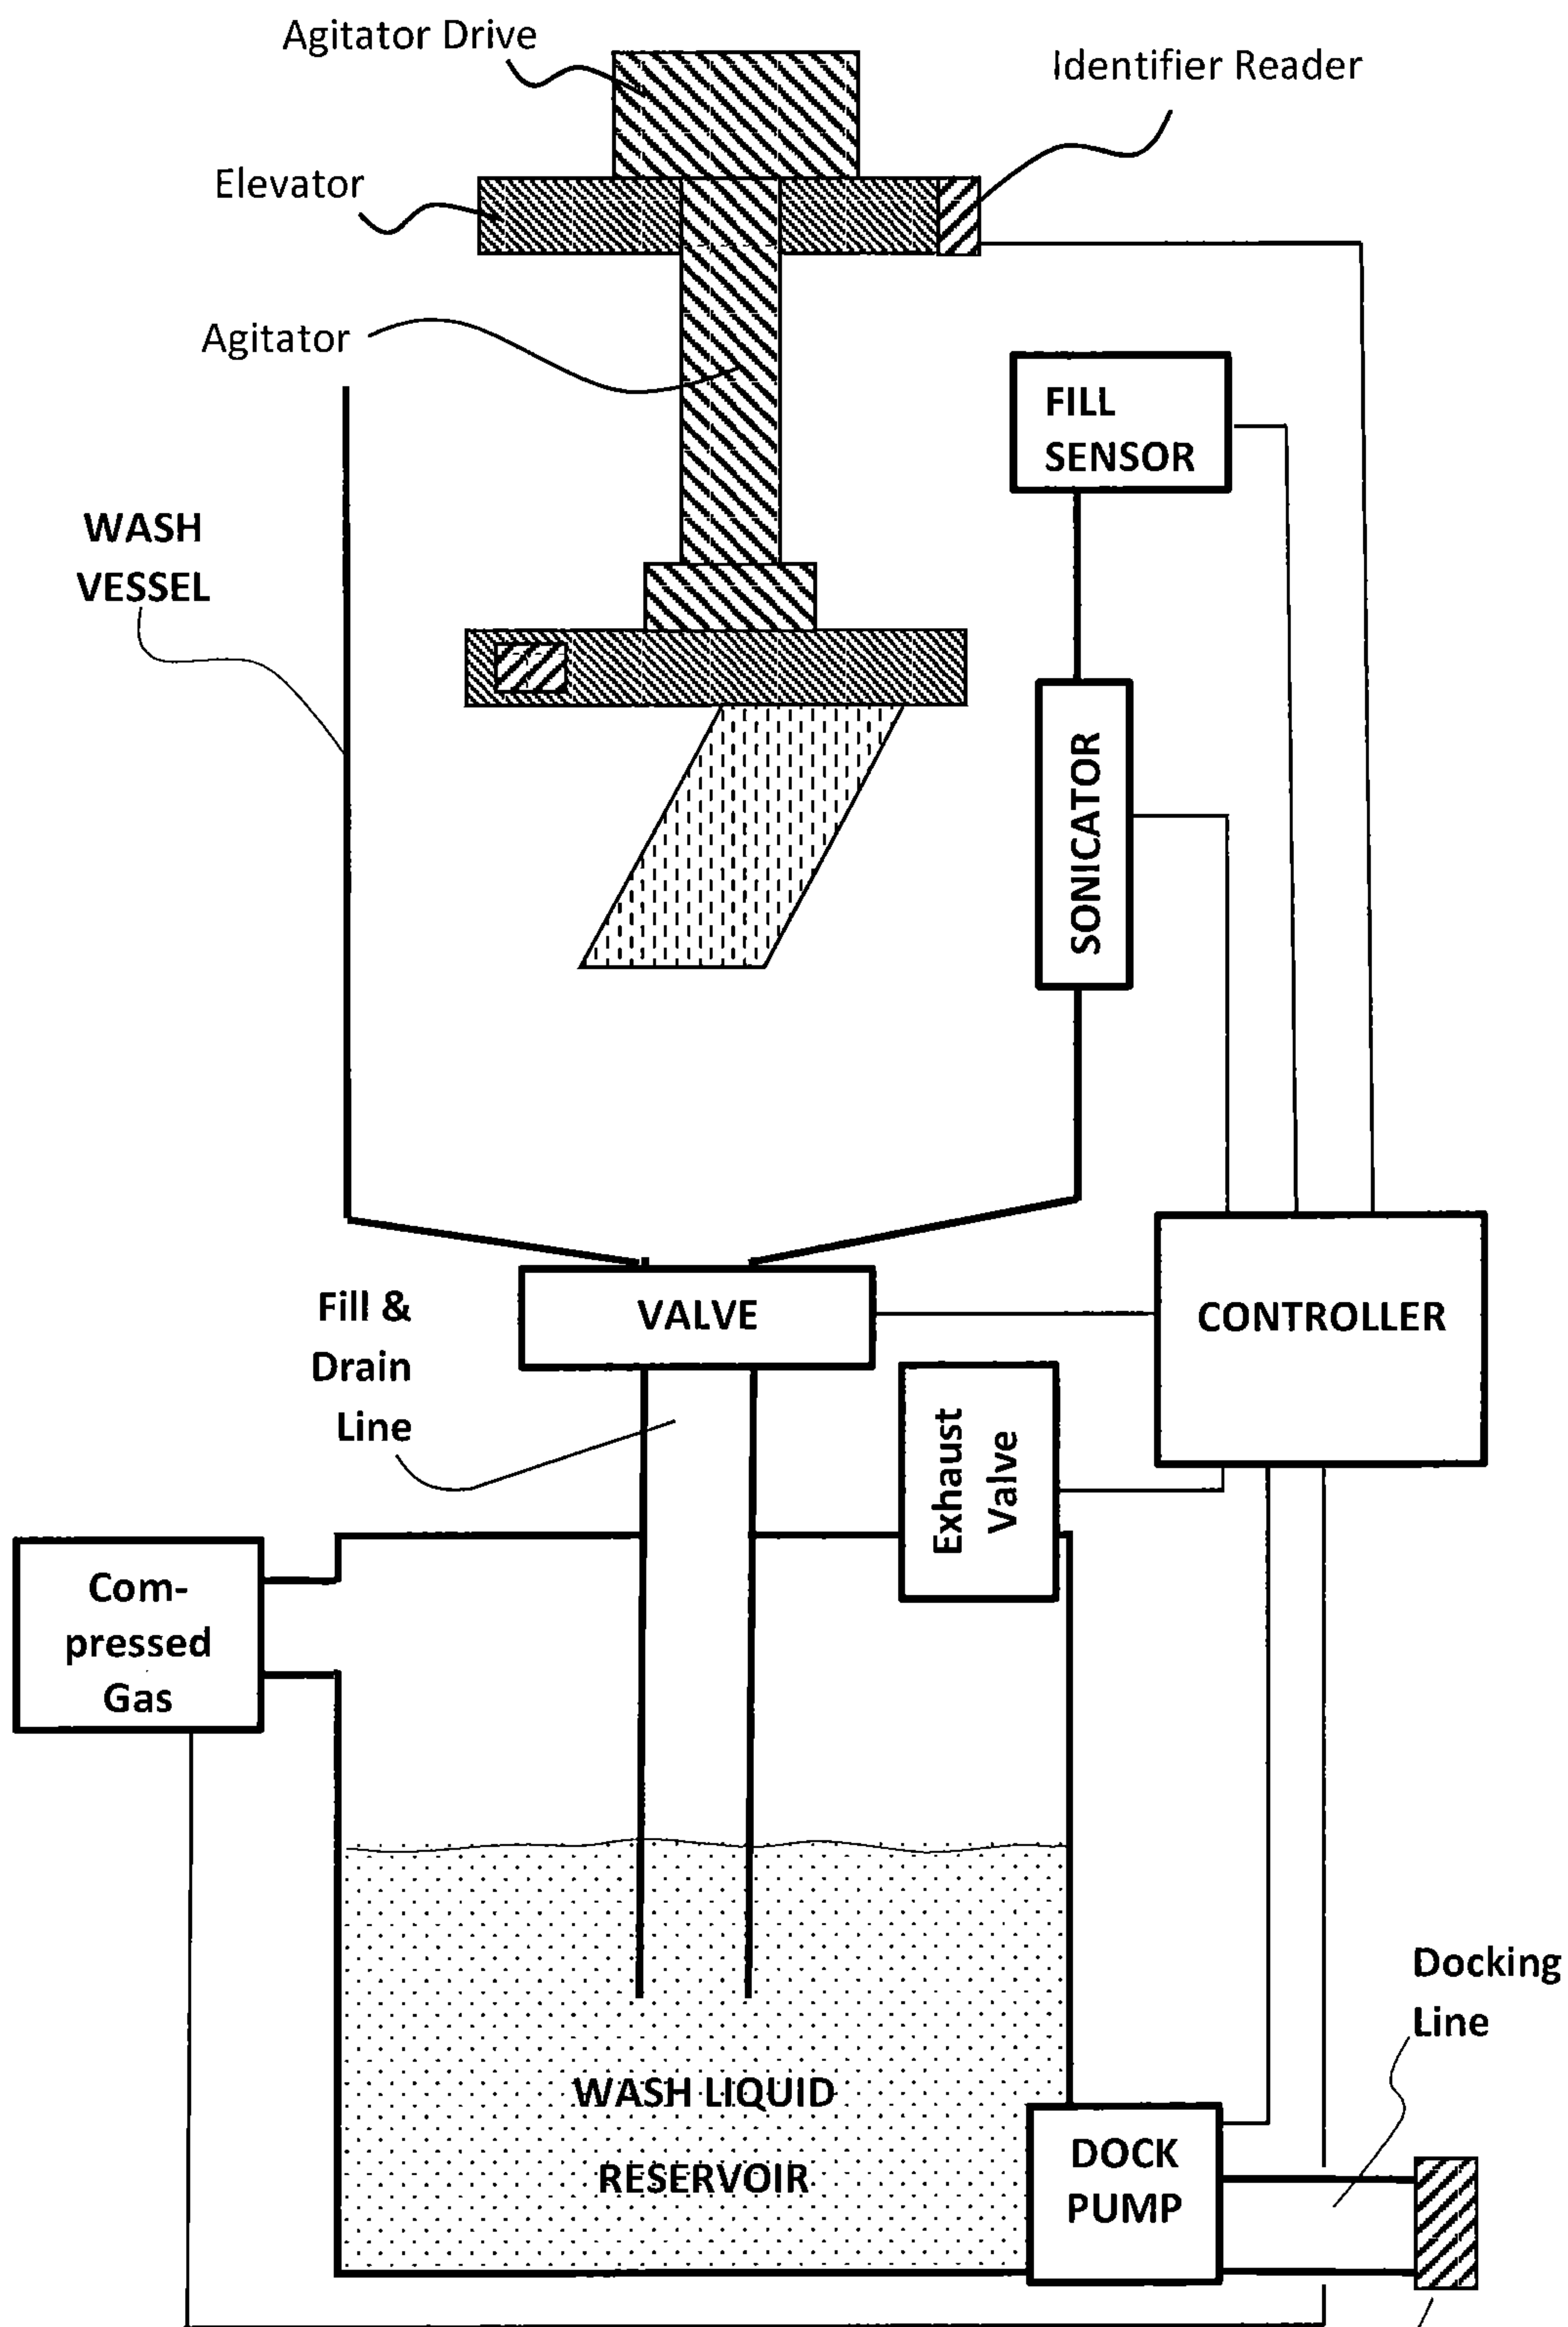 Agitator Drive
Identifier Reader
Elevator
Agitator
FILL
SENSOR
WASH
VESSEL
SONICATOR
Fill &
Drain
Line
VALVE
CONTROLLER
Exhaust
Valve
Com-
pressed
Gas
Docking
Line
WASH LIQUID
RESERVOIR
DOCK
PUMP